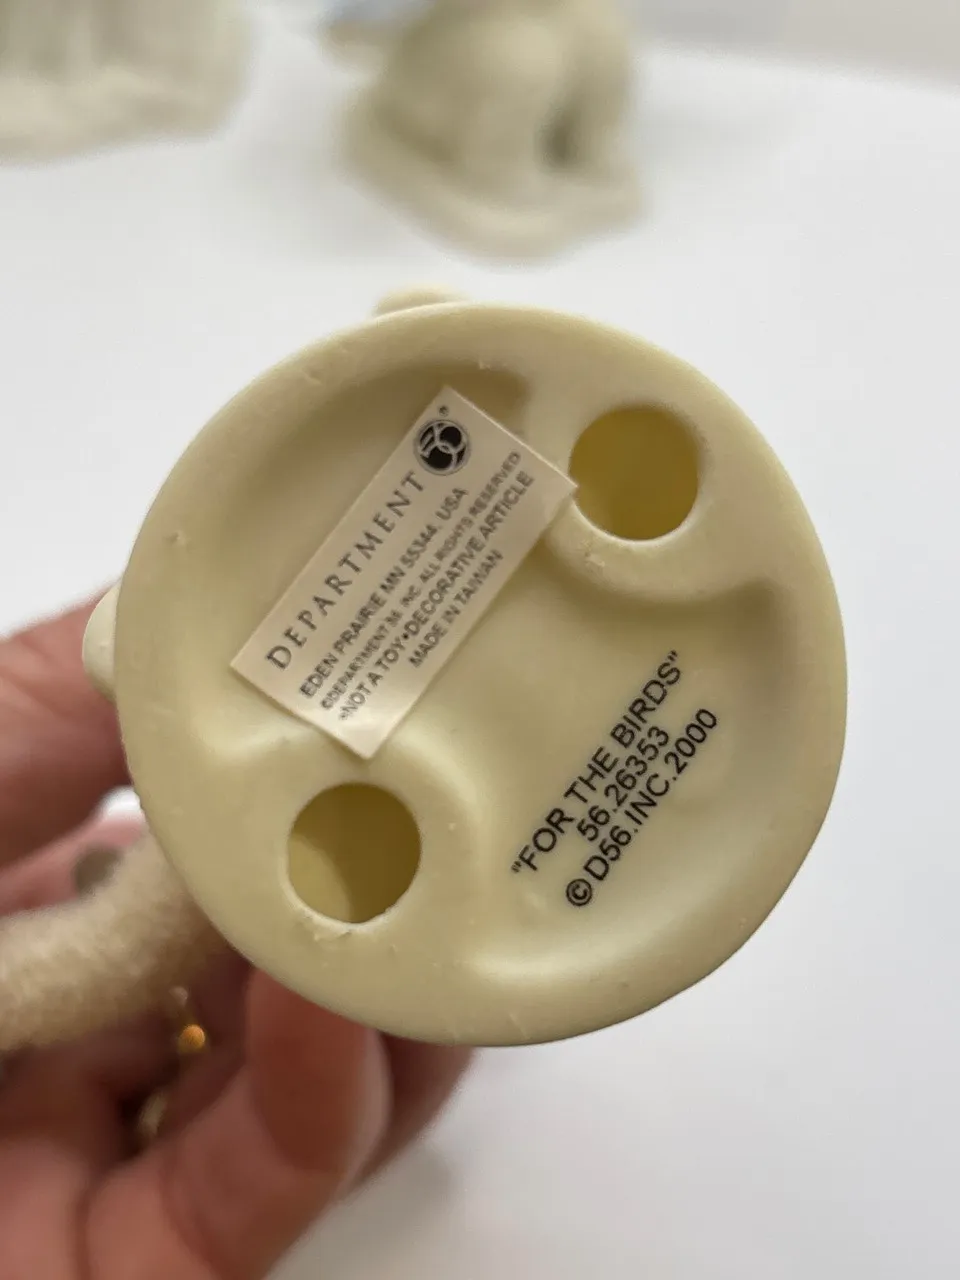 DEPARTMENT 56®
EDEN PRAIRIE MN 55344, USA
©DEPARTMENT 56, INC. ALL RIGHTS RESERVED
NOT A TOY•DECORATIVE ARTICLE
MADE IN TAIWAN
"FOR THE BIRDS"
56.26353
©D56.INC.2000